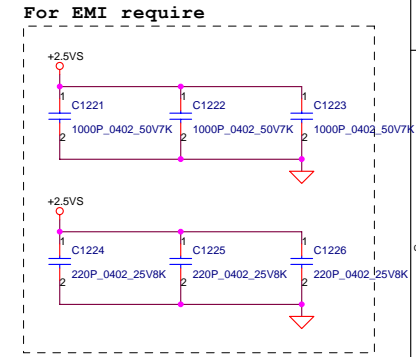 For EMI require
+2.5VS
1 1 1
C1221 C1222 C1223
1000P_0402_50V7K 1000P_0402_50V7K 1000P_0402_50V7K
2 2 2
+2.5VS
1 1 1
C1224 C1225 C1226
220P_0402_25V8K 220P_0402_25V8K 220P_0402_25V8K
2 2 2